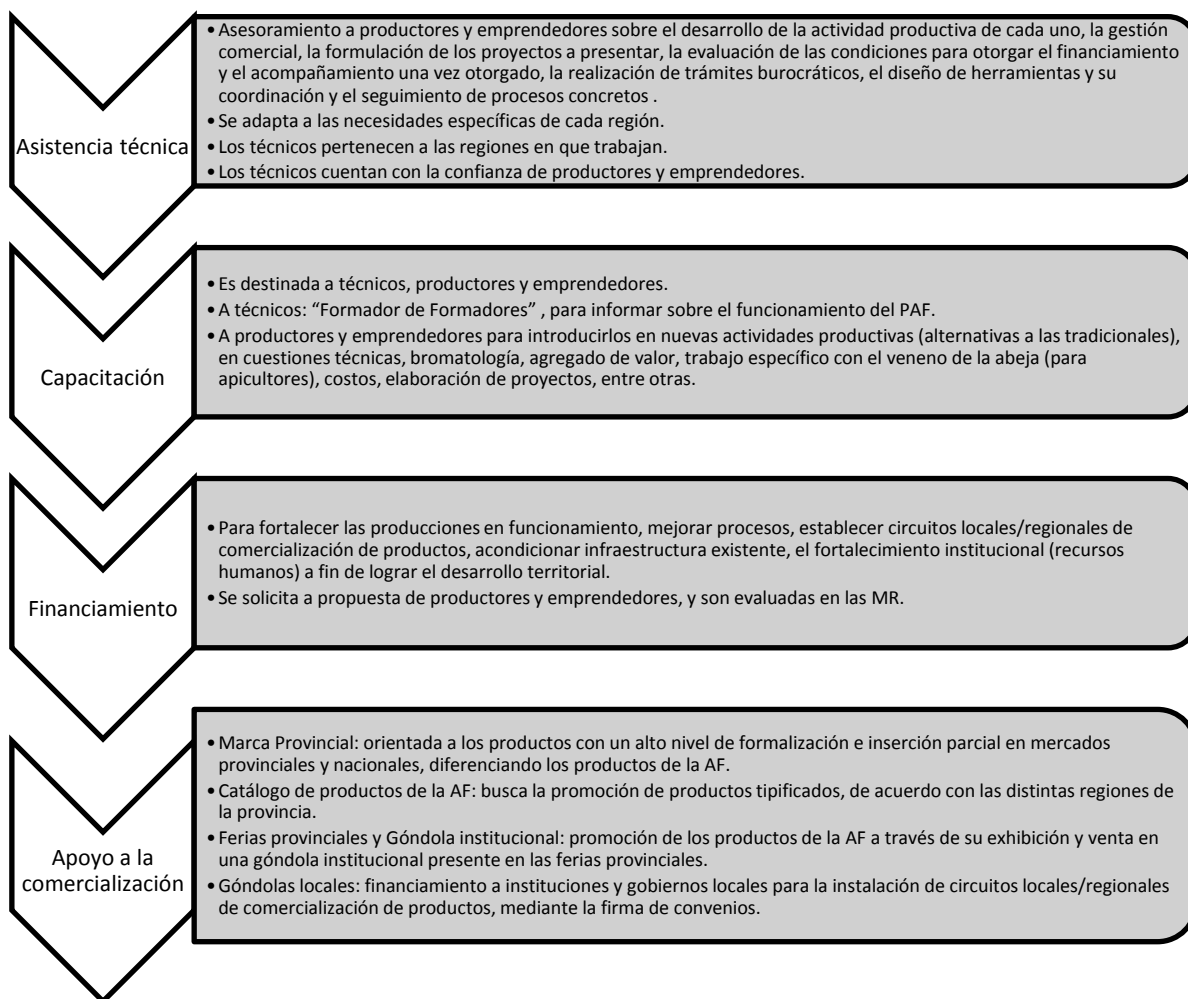 Asistencia técnica
•Asesoramiento a productores y emprendedores sobre el desarrollo de la actividad productiva de cada uno, la gestión
comercial, la formulación de los proyectos a presentar, la evaluación de las condiciones para otorgar el financiamiento
y el acompañamiento una vez otorgado, la realización de trámites burocráticos, el diseño de herramientas y su
coordinación y el seguimiento de procesos concretos .
•Se adapta a las necesidades específicas de cada región.
•Los técnicos pertenecen a las regiones en que trabajan.
•Los técnicos cuentan con la confianza de productores y emprendedores.
Capacitación
•Es destinada a técnicos, productores y emprendedores.
•A técnicos: “Formador de Formadores” , para informar sobre el funcionamiento del PAF.
•A productores y emprendedores para introducirlos en nuevas actividades productivas (alternativas a las tradicionales),
en cuestiones técnicas, bromatología, agregado de valor, trabajo específico con el veneno de la abeja (para
apicultores), costos, elaboración de proyectos, entre otras.
Financiamiento
•Para fortalecer las producciones en funcionamiento, mejorar procesos, establecer circuitos locales/regionales de
comercialización de productos, acondicionar infraestructura existente, el fortalecimiento institucional (recursos
humanos) a fin de lograr el desarrollo territorial.
•Se solicita a propuesta de productores y emprendedores, y son evaluadas en las MR.
Apoyo a la
comercialización
•Marca Provincial: orientada a los productos con un alto nivel de formalización e inserción parcial en mercados
provinciales y nacionales, diferenciando los productos de la AF.
•Catálogo de productos de la AF: busca la promoción de productos tipificados, de acuerdo con las distintas regiones de
la provincia.
•Ferias provinciales y Góndola institucional: promoción de los productos de la AF a través de su exhibición y venta en
una góndola institucional presente en las ferias provinciales.
•Góndolas locales: financiamiento a instituciones y gobiernos locales para la instalación de circuitos locales/regionales
de comercialización de productos, mediante la firma de convenios.